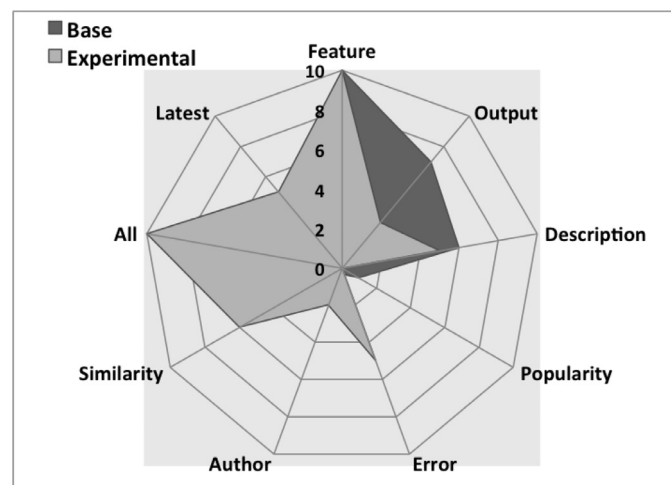 Base
Experimental
Feature
Output
Description
Popularity
Error
Author
Similarity
All
Latest
10
8
6
4
2
0